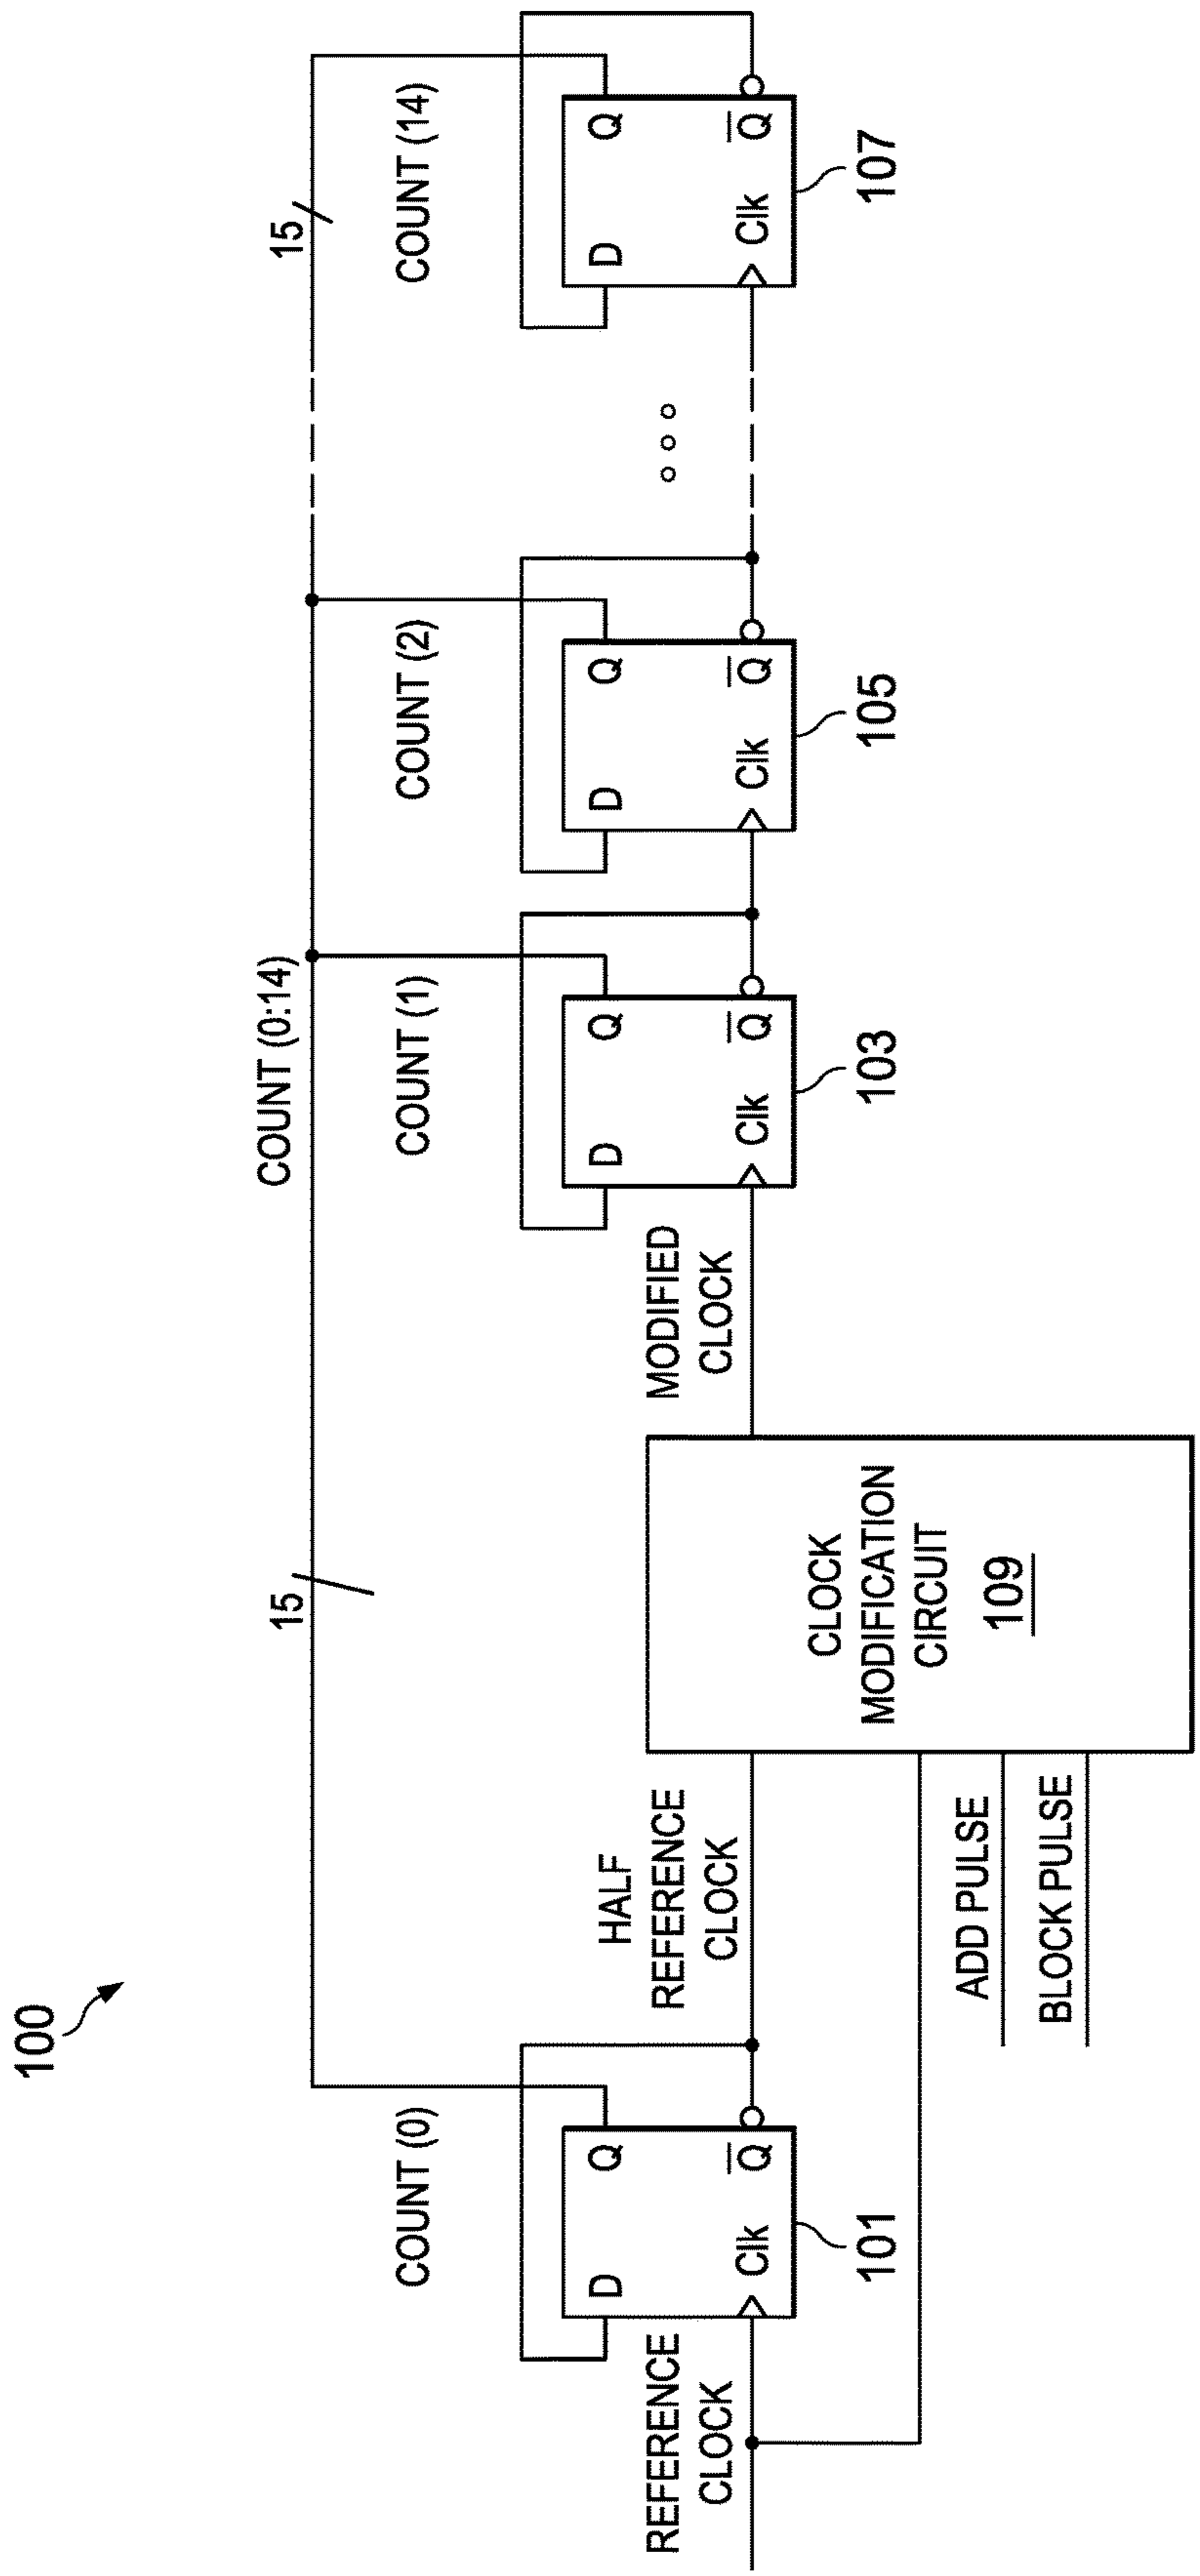 100
COUNT (0:14)
15
15
COUNT (0)
COUNT (1)
COUNT (2)
COUNT (14)
REFERENCE
CLOCK
D
Q
Clk
Q
101
HALF
REFERENCE
CLOCK
ADD PULSE
BLOCK PULSE
CLOCK
MODIFICATION
CIRCUIT
109
MODIFIED
CLOCK
D
Q
Clk
Q
103
D
Q
Clk
Q
105
D
Q
Clk
Q
107